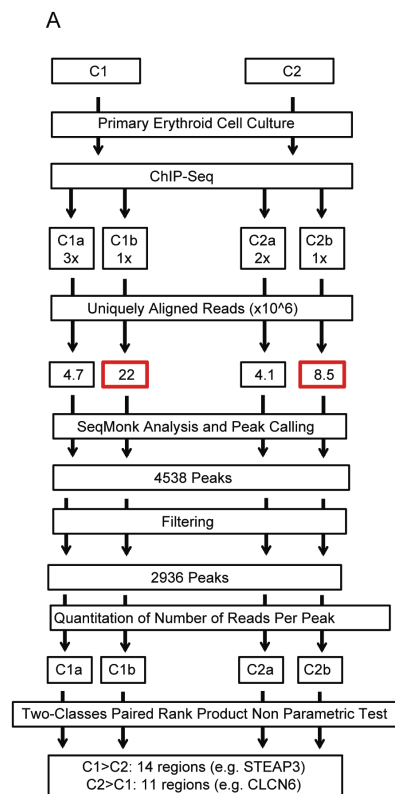 A
C1 C2
Primary Erythroid Cell Culture
ChIP-Seq
C1a C1b C2a C2b
3x 1x 2x 1x
Uniquely Aligned Reads (x10^6)
4.7 22 4.1 8.5
SeqMonk Analysis and Peak Calling
4538 Peaks
Filtering
2936 Peaks
Quantitation of Number of Reads Per Peak
C1a C1b C2a C2b
Two-Classes Paired Rank Product Non Parametric Test
C1>C2: 14 regions (e.g. STEAP3)
C2>C1: 11 regions (e.g. CLCN6)